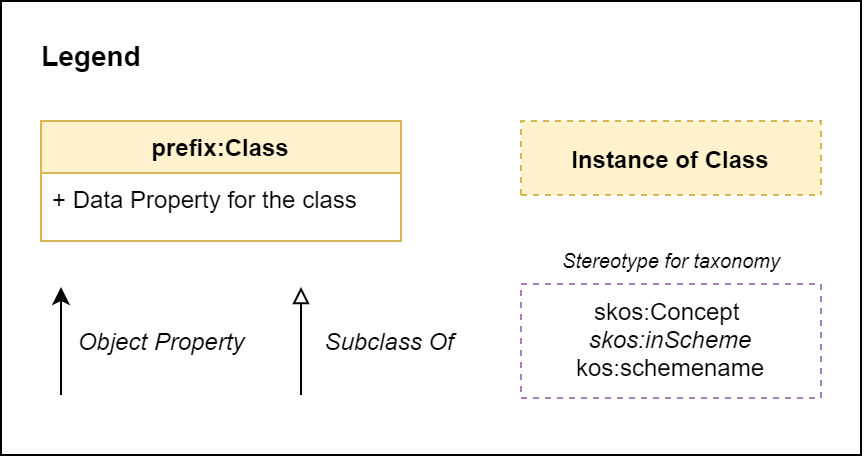 Legend
prefix:Class
+ Data Property for the class
Instance of Class
Object Property
Subclass Of
Stereotype for taxonomy
skos:Concept
skos:inScheme
kos:schemename